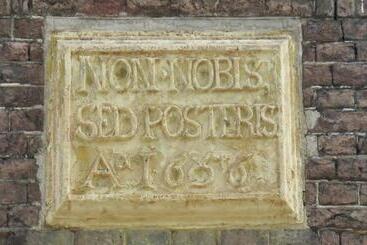 NON·NOBIS,
SED POSTERIS.
Aº 1656